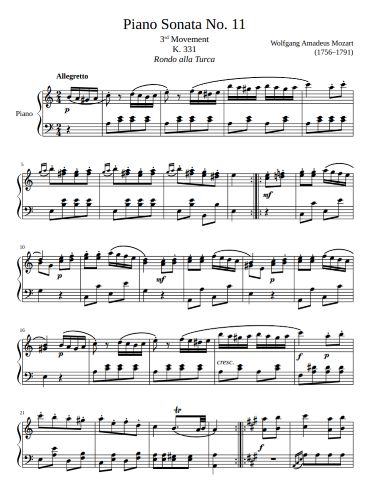 Piano Sonata No. 11
3rd Movement
K. 331
Rondo alla Turca
Wolfgang Amadeus Mozart
(1756–1791)
Allegretto
Piano
p
5
mf
10
p
mf
p
16
p
cresc.
f
p
21
tr
f